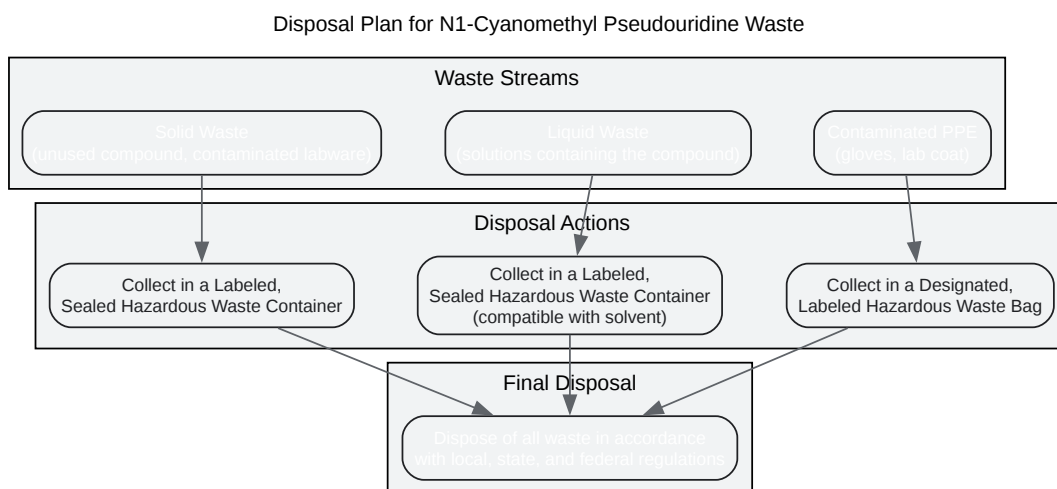 Disposal Plan for N1-Cyanomethyl Pseudouridine Waste
Waste Streams
Solid Waste
(unused compound, contaminated labware)
Liquid Waste
(solutions containing the compound)
Contaminated PPE
(gloves, lab coat)
Disposal Actions
Collect in a Labeled,
Sealed Hazardous Waste Container
Collect in a Labeled,
Sealed Hazardous Waste Container
(compatible with solvent)
Collect in a Designated,
Labeled Hazardous Waste Bag
Final Disposal
Dispose of all waste in accordance
with local, state, and federal regulations